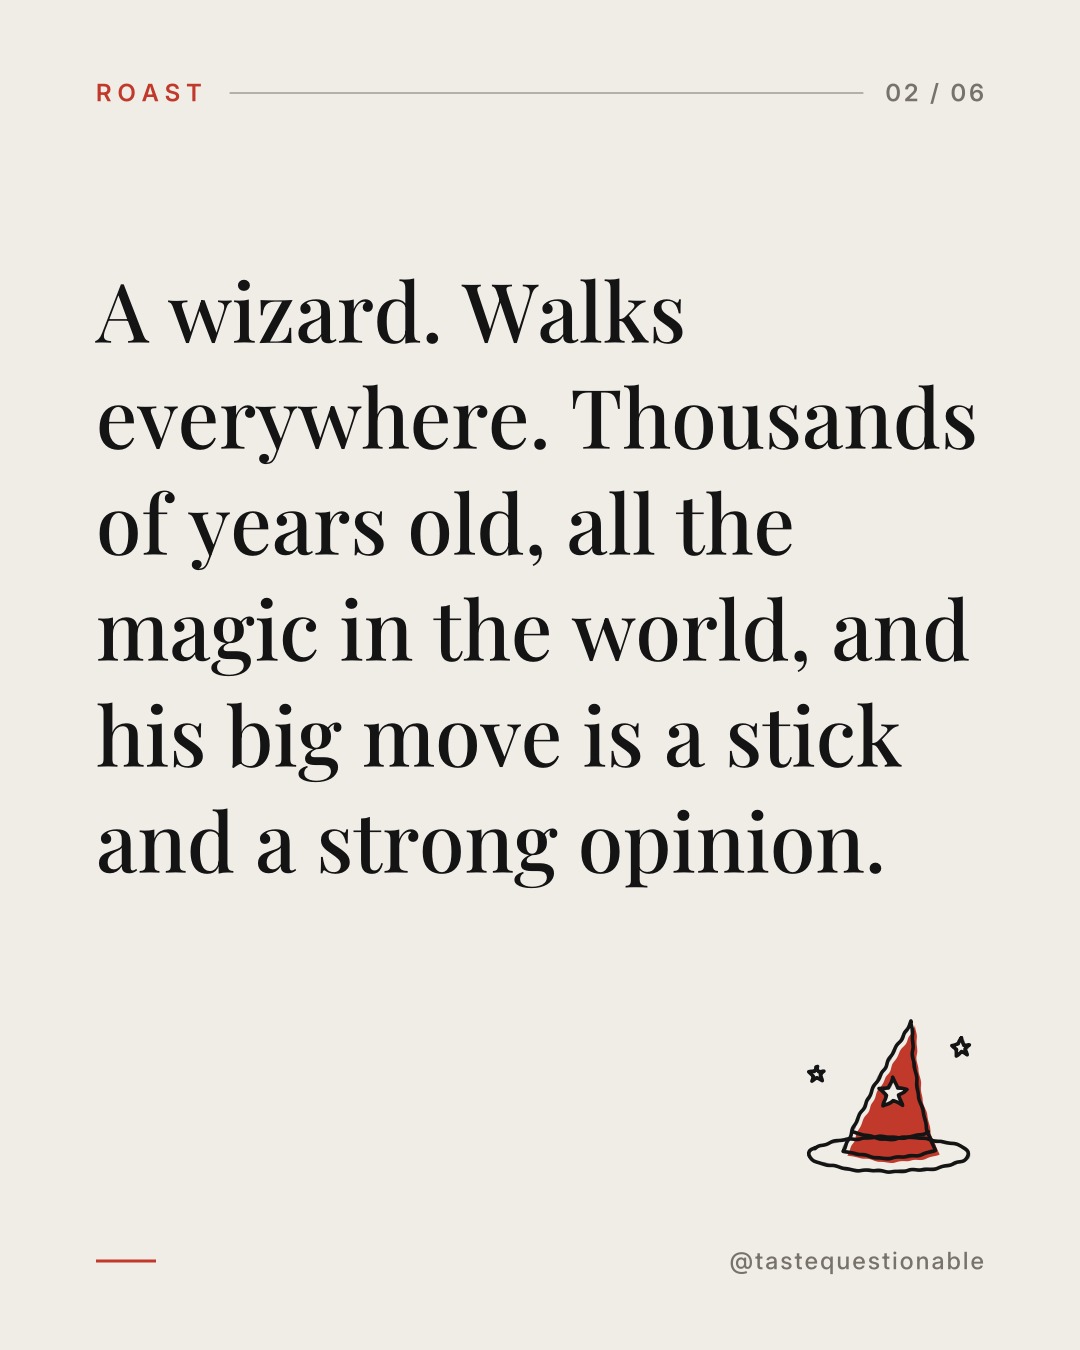 ROAST 02 / 06
A wizard. Walks
everywhere. Thousands
of years old, all the
magic in the world, and
his big move is a stick
and a strong opinion.
@tastequestionable